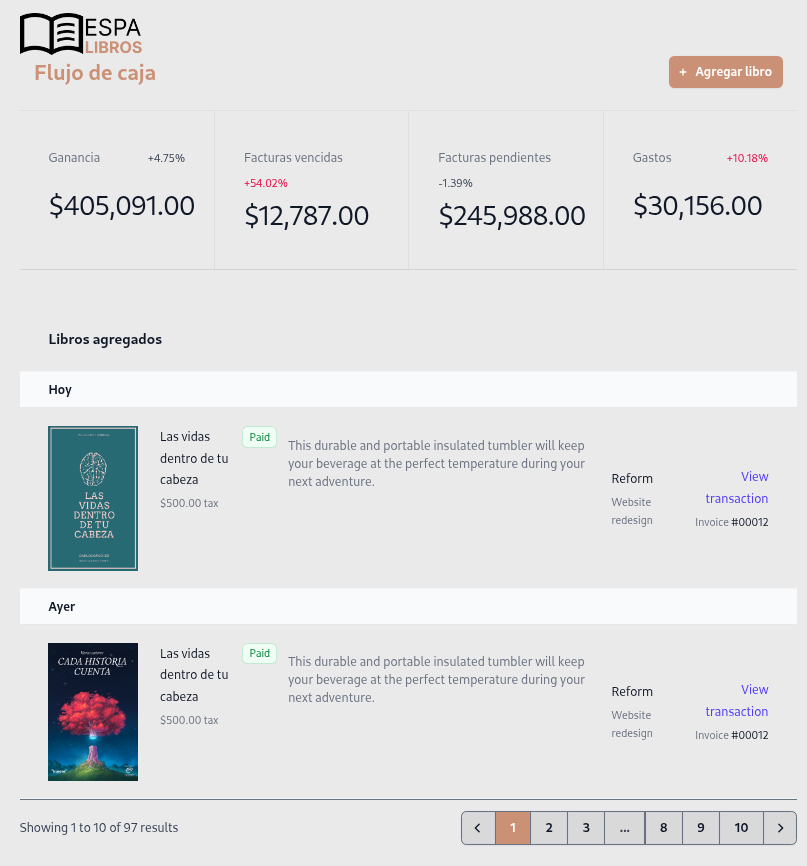 ESPA
LIBROS
Flujo de caja
+ Agregar libro
Ganancia +4.75%
$405,091.00
Facturas vencidas
+54.02%
$12,787.00
Facturas pendientes
-1.39%
$245,988.00
Gastos +10.18%
$30,156.00
Libros agregados
Hoy
LAS
VIDAS
DENTRO
DE TU
CABEZA
Las vidas
dentro de tu
cabeza
$500.00 tax
Paid
This durable and portable insulated tumbler will keep
your beverage at the perfect temperature during your
next adventure.
Reform
Website
redesign
View
transaction
Invoice #00012
Ayer
CADA HISTORIA
CUENTA
Las vidas
dentro de tu
cabeza
$500.00 tax
Paid
This durable and portable insulated tumbler will keep
your beverage at the perfect temperature during your
next adventure.
Reform
Website
redesign
View
transaction
Invoice #00012
Showing 1 to 10 of 97 results
1 2 3 ... 8 9 10